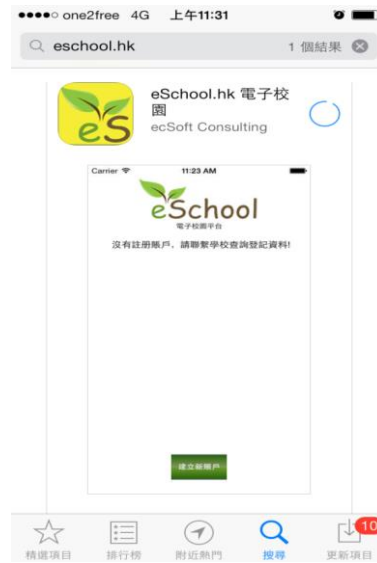 one2free 4G 上午11:31
eschool.hk 1 個結果
eS
eSchool.hk 電子校
園
ecSoft Consulting
Carrier 11:23 AM
eSchool
電子校園平台
沒有註册賬戶，請聯繫學校查詢登記資料!
建立新賬戶
10
精選項目 排行榜 附近熱門 搜尋 更新項目